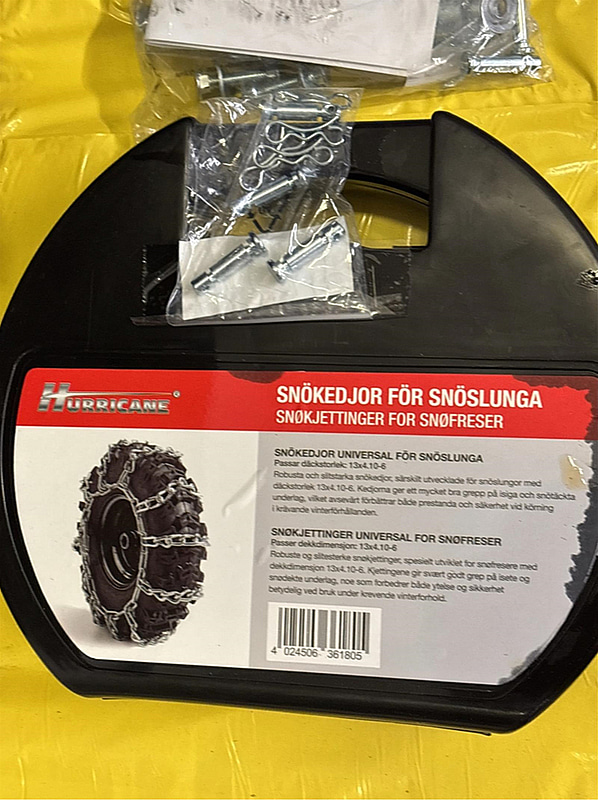 HURRICANE®
SNÖKEDJOR FÖR SNÖSLUNGA
SNØKJETTINGER FOR SNØFRESER
SNÖKEDJOR UNIVERSAL FÖR SNÖSLUNGA
Passar däckstorlek: 13x4.10-6
Robusta och slitstarka snökedjor, särskilt utvecklade för snöslungor med
däckstorlek 13x4.10-6. Kedjorna ger ett mycket bra grepp på isiga och snötäckta
underlag, vilket avsevärt förbättrar både prestanda och säkerhet vid körning
i krävande vinterförhållanden.
SNØKJETTINGER UNIVERSAL FOR SNØFRESER
Passer dekkdimensjon: 13x4.10-6
Robuste og slitesterke snøkjettinger, spesielt utviklet for snøfresere med
dekkdimensjon 13x4.10-6. Kjettingene gir svært godt grep på isete og
snødekte underlag, noe som forbedrer både ytelse og sikkerhet
betydelig ved bruk under krevende vinterforhold.
4 024506 361805